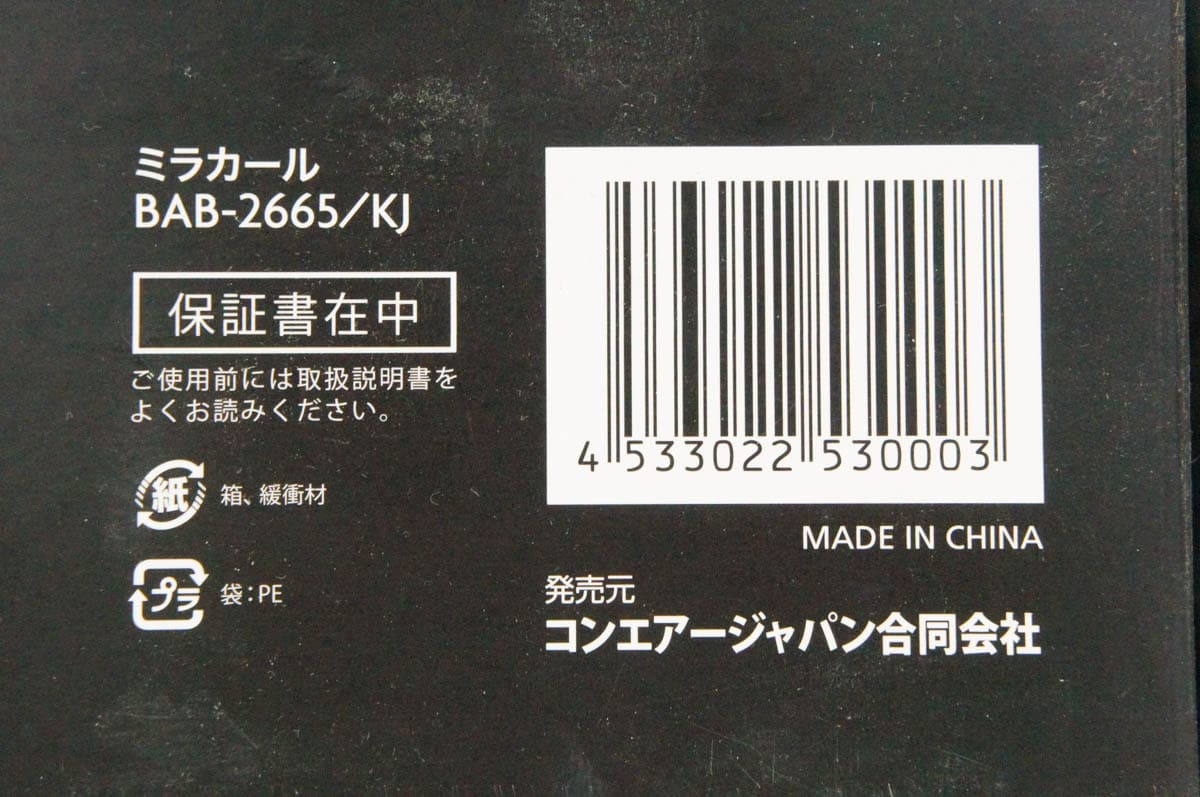 ミラカール
BAB-2665/KJ
保証書在中
ご使用前には取扱説明書を
よくお読みください。
紙 箱、緩衝材
プラ 袋:PE
4 533022 530003
MADE IN CHINA
発売元
コンエアージャパン合同会社